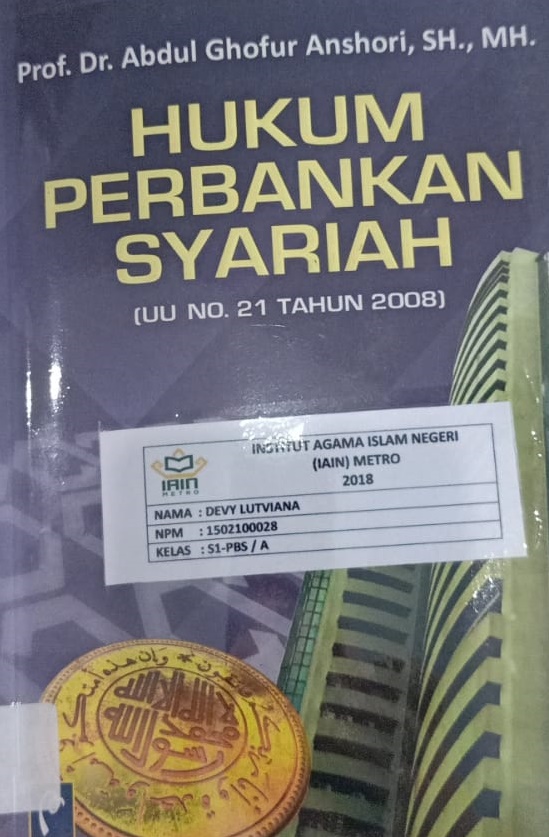 Prof. Dr. Abdul Ghofur Anshori, SH., MH.
HUKUM
PERBANKAN
SYARIAH
(UU NO. 21 TAHUN 2008)
IAIN
METRO
INSTITUT AGAMA ISLAM NEGERI
(IAIN) METRO
2018
NAMA : DEVY LUTVIANA
NPM : 1502100028
KELAS : S1-PBS / A